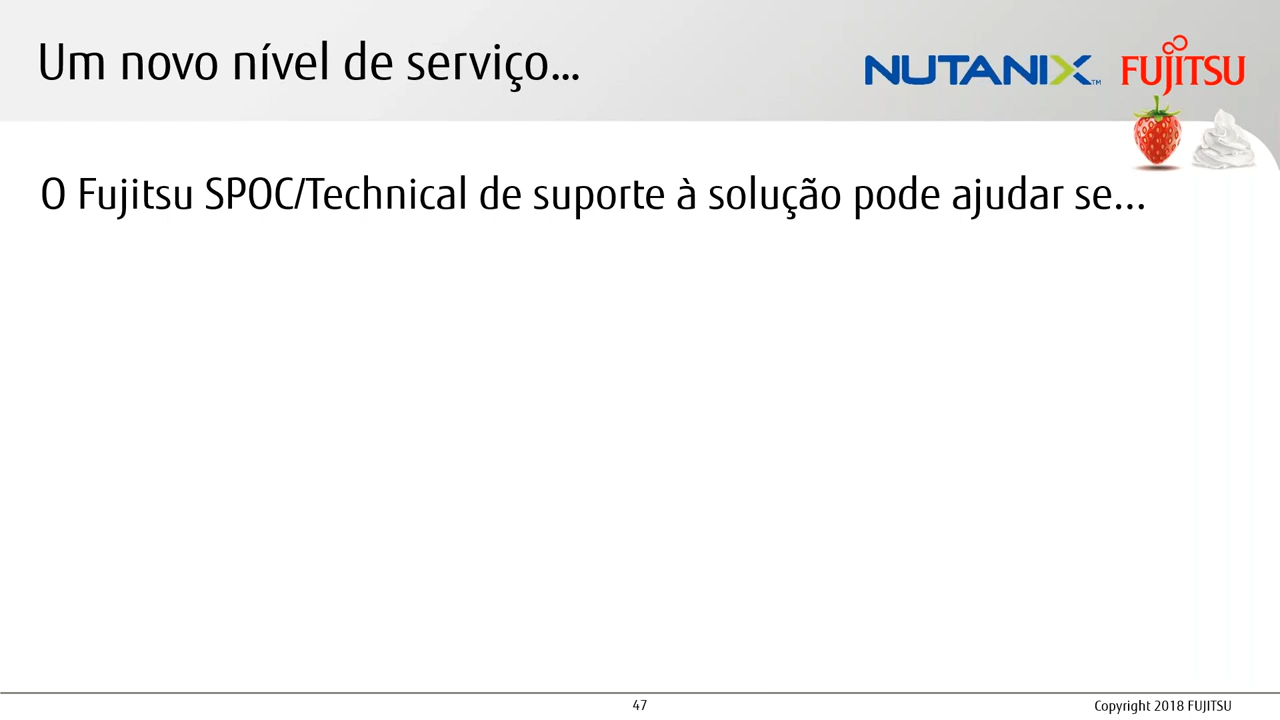 Um novo nível de serviço...
NUTANIX™
FUJITSU
O Fujitsu SPOC/Technical de suporte à solução pode ajudar se...
47
Copyright 2018 FUJITSU